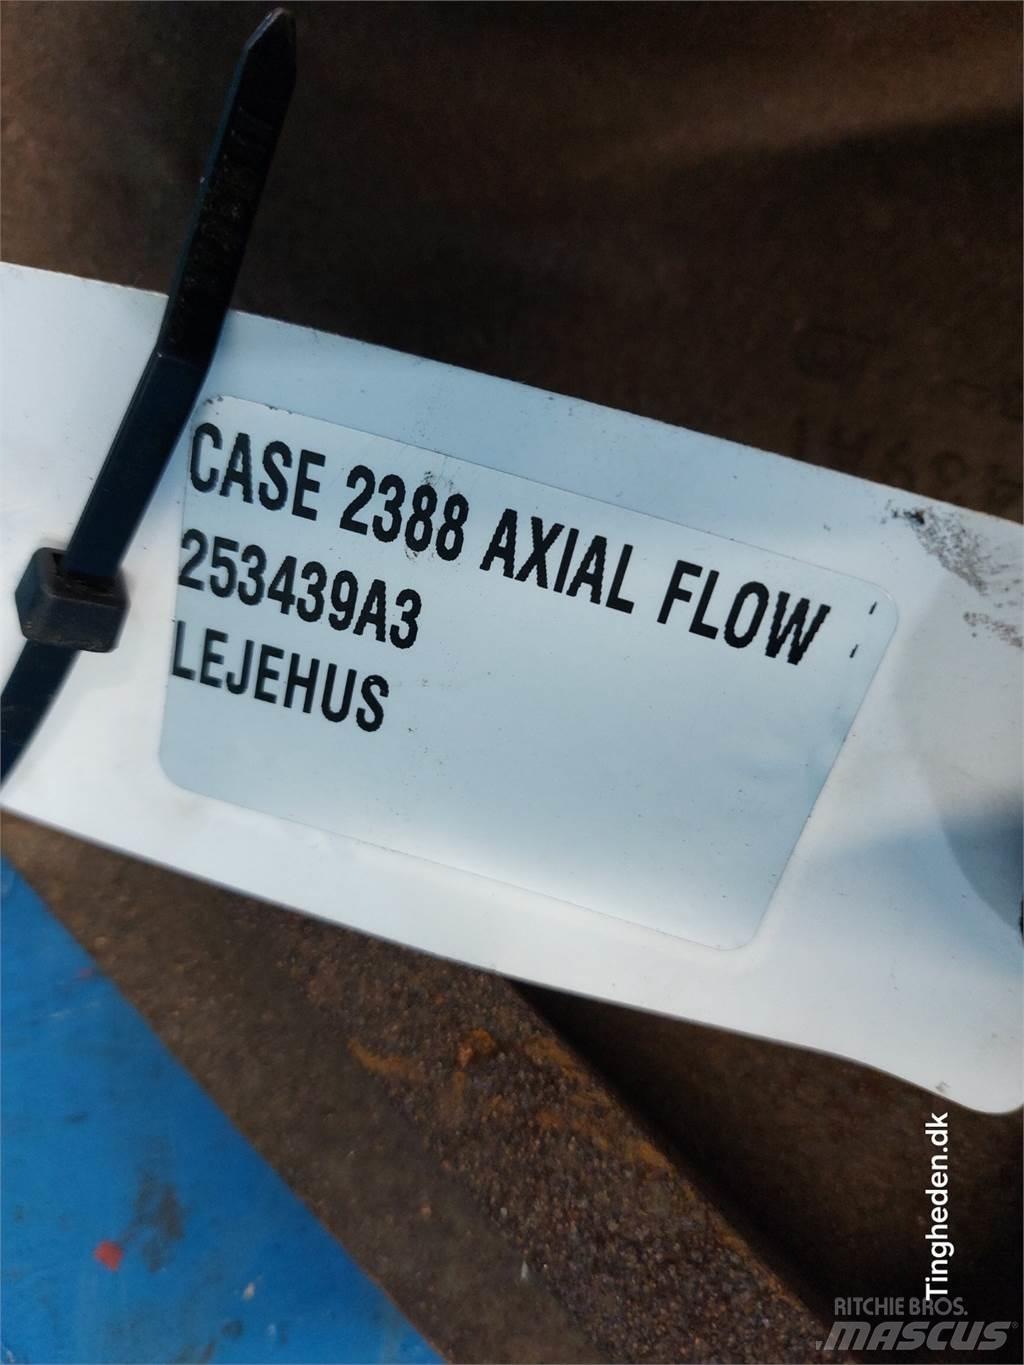 CASE 2388 AXIAL FLOW
253439A3
LEJEHUS
Tingheden.dk
RITCHIE BROS.
MASCUS